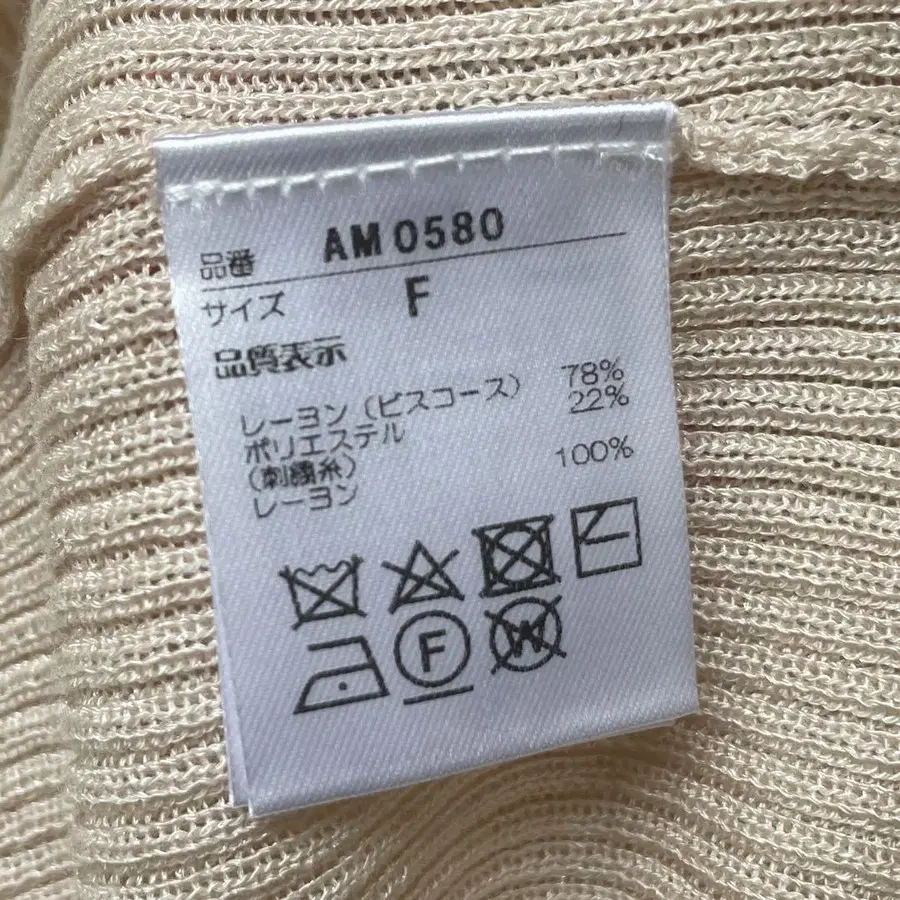 品番 AM0580
サイズ F
品質表示
レーヨン（ビスコース） 78%
ポリエステル 22%
（刺繍糸）
レーヨン 100%
F
W